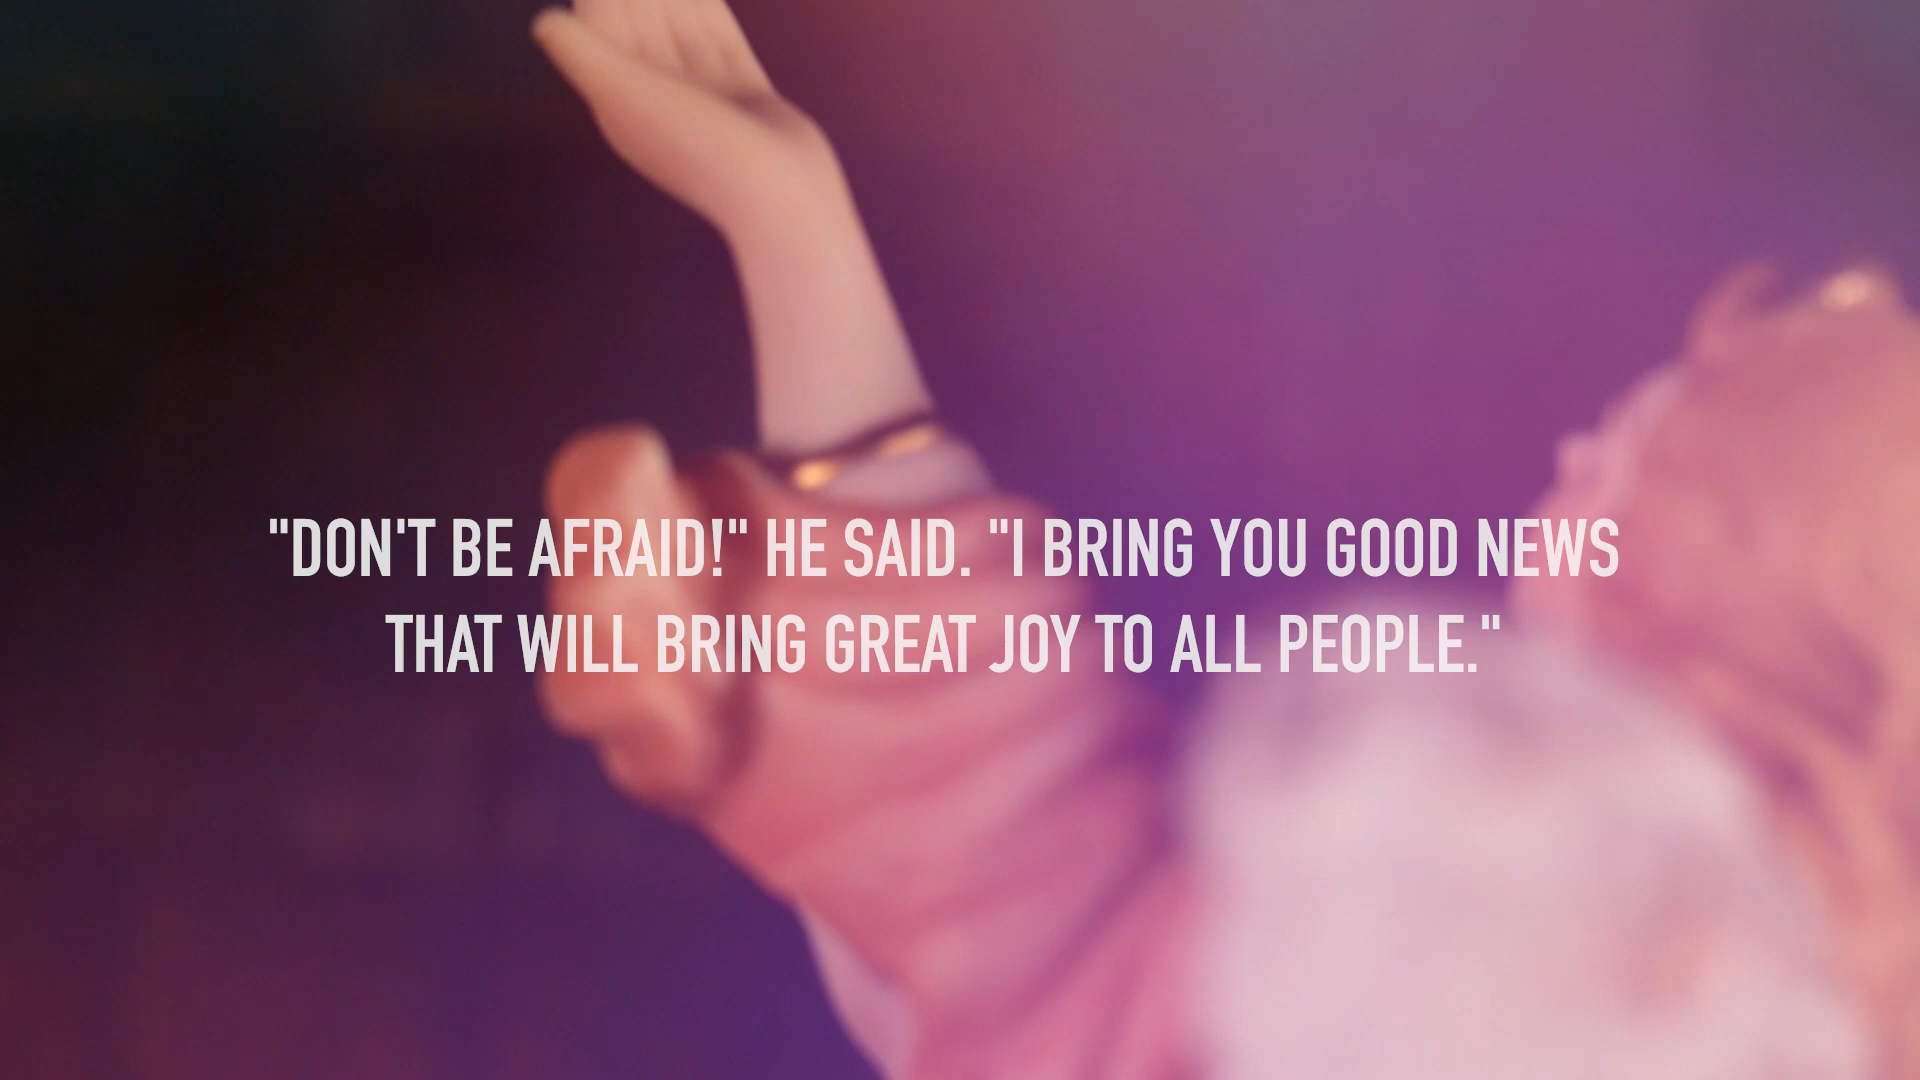 "DON'T BE AFRAID!" HE SAID. "I BRING YOU GOOD NEWS
THAT WILL BRING GREAT JOY TO ALL PEOPLE."